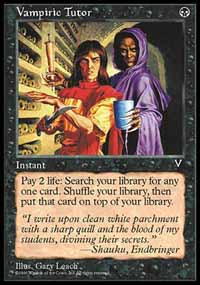 Vampiric Tutor
Instant
Pay 2 life: Search your library for any
one card. Shuffle your library, then
put that card on top of your library.
"I write upon clean white parchment
with a sharp quill and the blood of
my students, divining their secrets."
—Shauku, Endbringer
Illus. Gary Leach